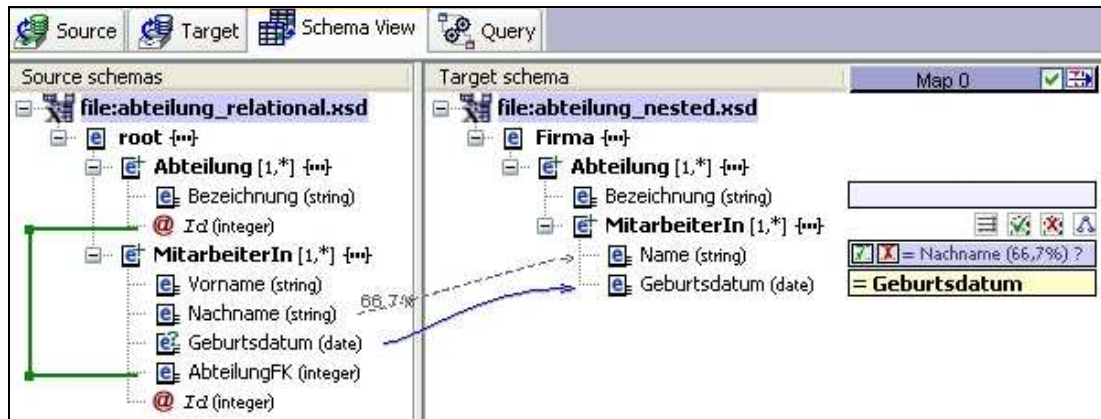 Source Target Schema View Query
Source schemas Target schema Map 0
file:abteilung_relational.xsd file:abteilung_nested.xsd
root {...} Firma {...}
Abteilung [1,*] {...} Abteilung [1,*] {...}
Bezeichnung (string) Bezeichnung (string)
@ Id (integer) MitarbeiterIn [1,*] {...}
MitarbeiterIn [1,*] {...} Name (string) = Nachname (66,7%) ?
Vorname (string) Geburtsdatum (date) = Geburtsdatum
66,7%
Nachname (string)
Geburtsdatum (date)
AbteilungFK (integer)
@ Id (integer)